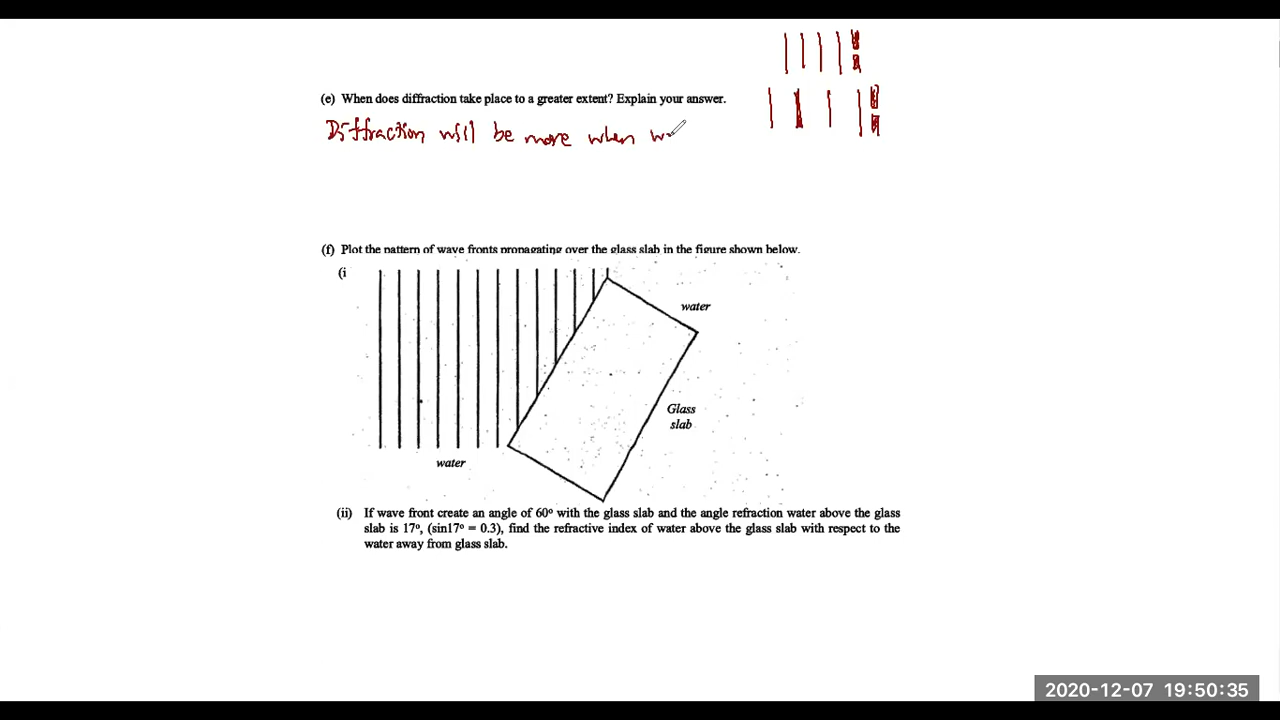 (e) When does diffraction take place to a greater extent? Explain your answer.
Diffraction will be more when
(f) Plot the pattern of wave fronts propagating over the glass slab in the figure shown below.
(i
water
Glass
slab
water
(ii) If wave front create an angle of 60° with the glass slab and the angle refraction water above the glass
slab is 17°, (sin17° = 0.3), find the refractive index of water above the glass slab with respect to the
water away from glass slab.
2020-12-07 19:50:35